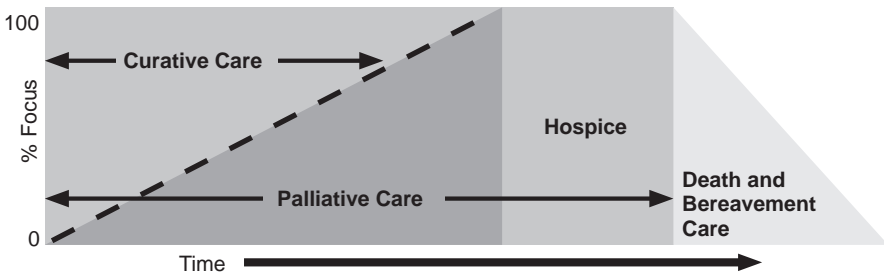 100
Curative Care
% Focus
Hospice
Palliative Care
Death and
Bereavement
Care
0
Time